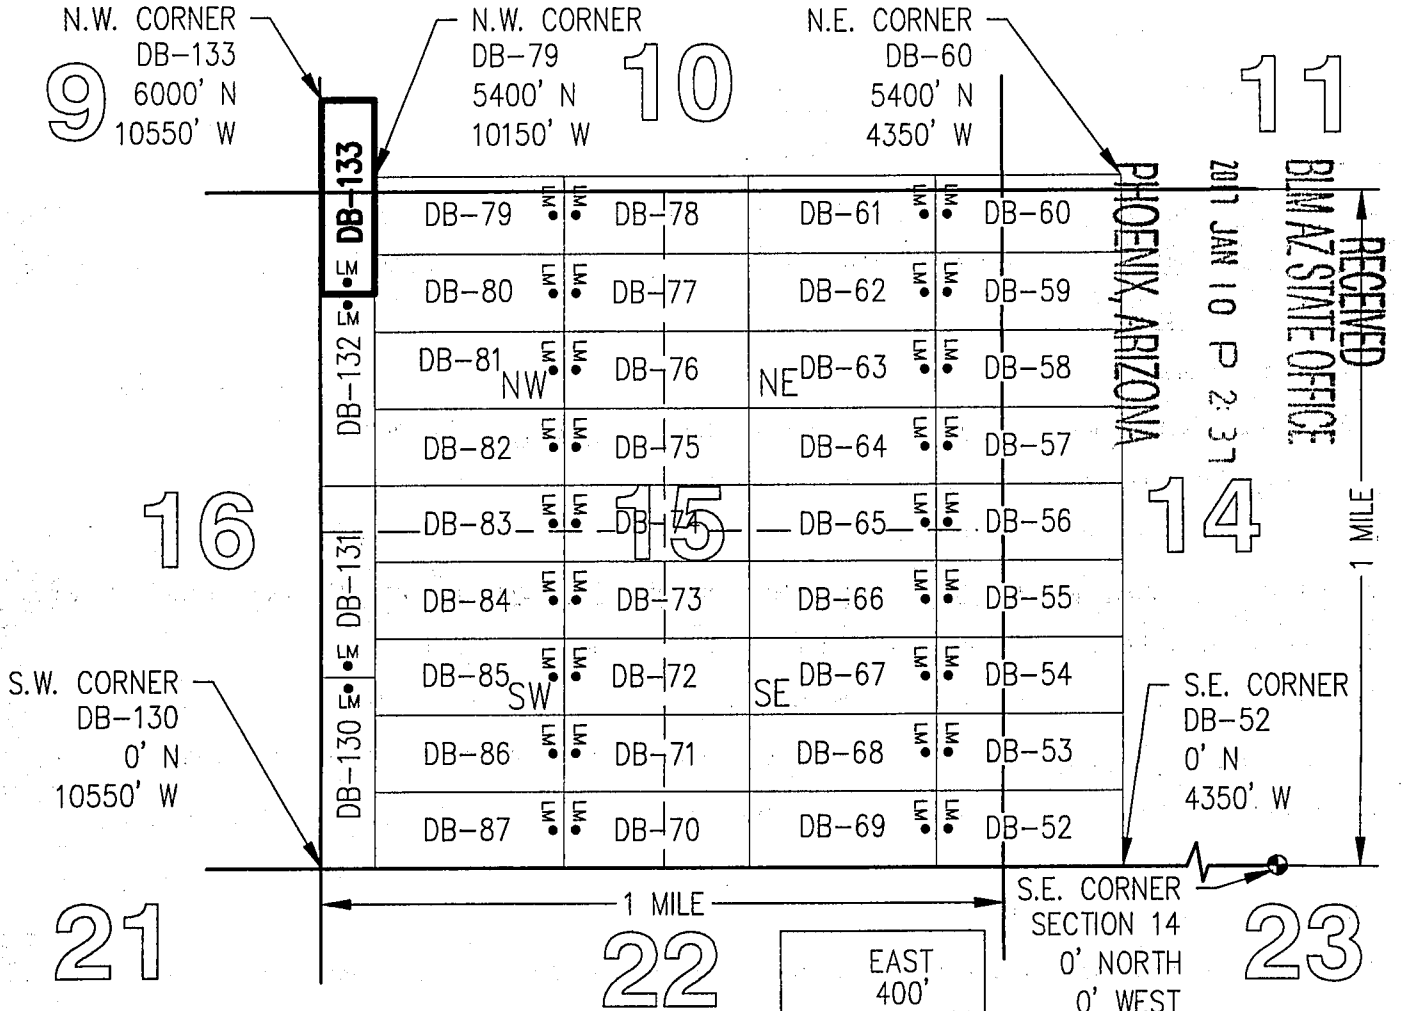 N.W. CORNER
DB-133
6000' N
10550' W
N.W. CORNER
DB-79
5400' N
10150' W
N.E. CORNER
DB-60
5400' N
4350' W
9
10
11
RECEIVED
BLM AZ STATE OFFICE
2017 JAN 10 P 2:37
PHOENIX, ARIZONA
DB-133
LM
LM
DB-132
DB-131
LM
LM
DB-130
DB-79 LM LM DB-78 DB-61 LM LM DB-60
DB-80 LM LM DB-77 DB-62 LM LM DB-59
DB-81 LM LM DB-76 DB-63 LM LM DB-58
NW
NE
DB-82 LM LM DB-75 DB-64 LM LM DB-57
DB-83 LM LM DB-74 DB-65 LM LM DB-56
DB-84 LM LM DB-73 DB-66 LM LM DB-55
DB-85 LM LM DB-72 DB-67 LM LM DB-54
SW
SE
DB-86 LM LM DB-71 DB-68 LM LM DB-53
DB-87 LM LM DB-70 DB-69 LM LM DB-52
16
15
14
1 MILE
S.W. CORNER
DB-130
0' N
10550' W
S.E. CORNER
DB-52
0' N
4350' W
1 MILE
S.E. CORNER
SECTION 14
0' NORTH
0' WEST
21
22
23
EAST
400'